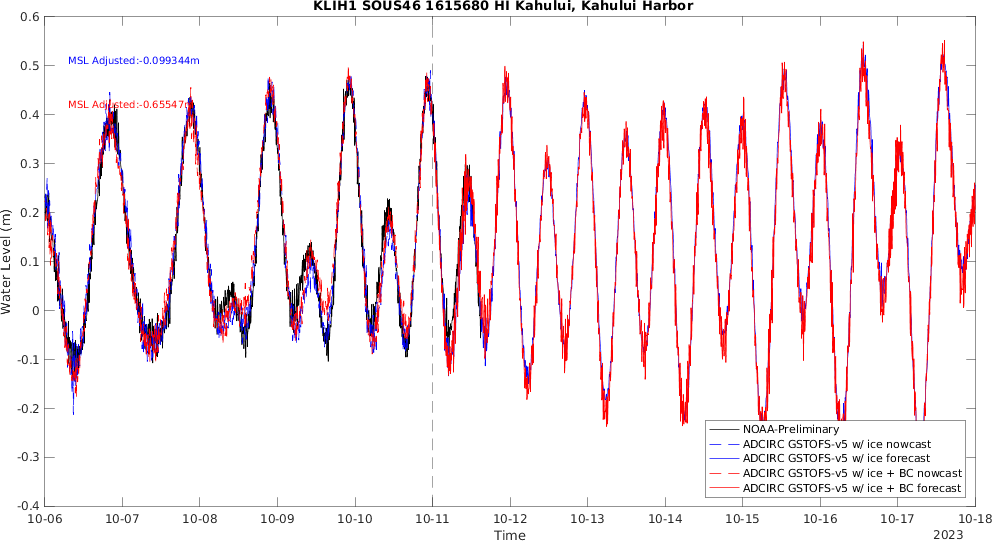 KLIH1 SOUS46 1615680 HI Kahului, Kahului Harbor
0.6
0.5
0.4
0.3
0.2
0.1
0
-0.1
-0.2
-0.3
-0.4
Water Level (m)
MSL Adjusted:-0.099344m
MSL Adjusted:-0.65547m
NOAA-Preliminary
ADCIRC GSTOFS-v5 w/ ice nowcast
ADCIRC GSTOFS-v5 w/ ice forecast
ADCIRC GSTOFS-v5 w/ ice + BC nowcast
ADCIRC GSTOFS-v5 w/ ice + BC forecast
10-06 10-07 10-08 10-09 10-10 10-11 10-12 10-13 10-14 10-15 10-16 10-17 10-18
Time
2023